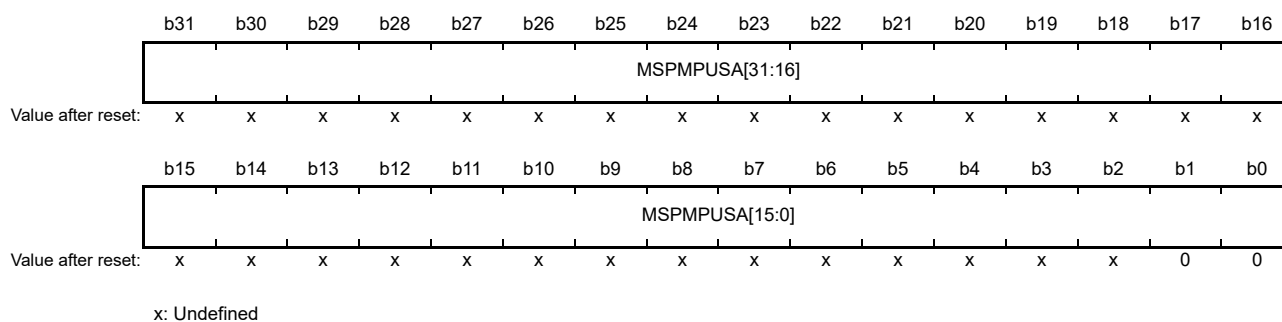 b31 b30 b29 b28 b27 b26 b25 b24 b23 b22 b21 b20 b19 b18 b17 b16
MSPMPUSA[31:16]
Value after reset: x x x x x x x x x x x x x x x x
b15 b14 b13 b12 b11 b10 b9 b8 b7 b6 b5 b4 b3 b2 b1 b0
MSPMPUSA[15:0]
Value after reset: x x x x x x x x x x x x x x 0 0
x: Undefined